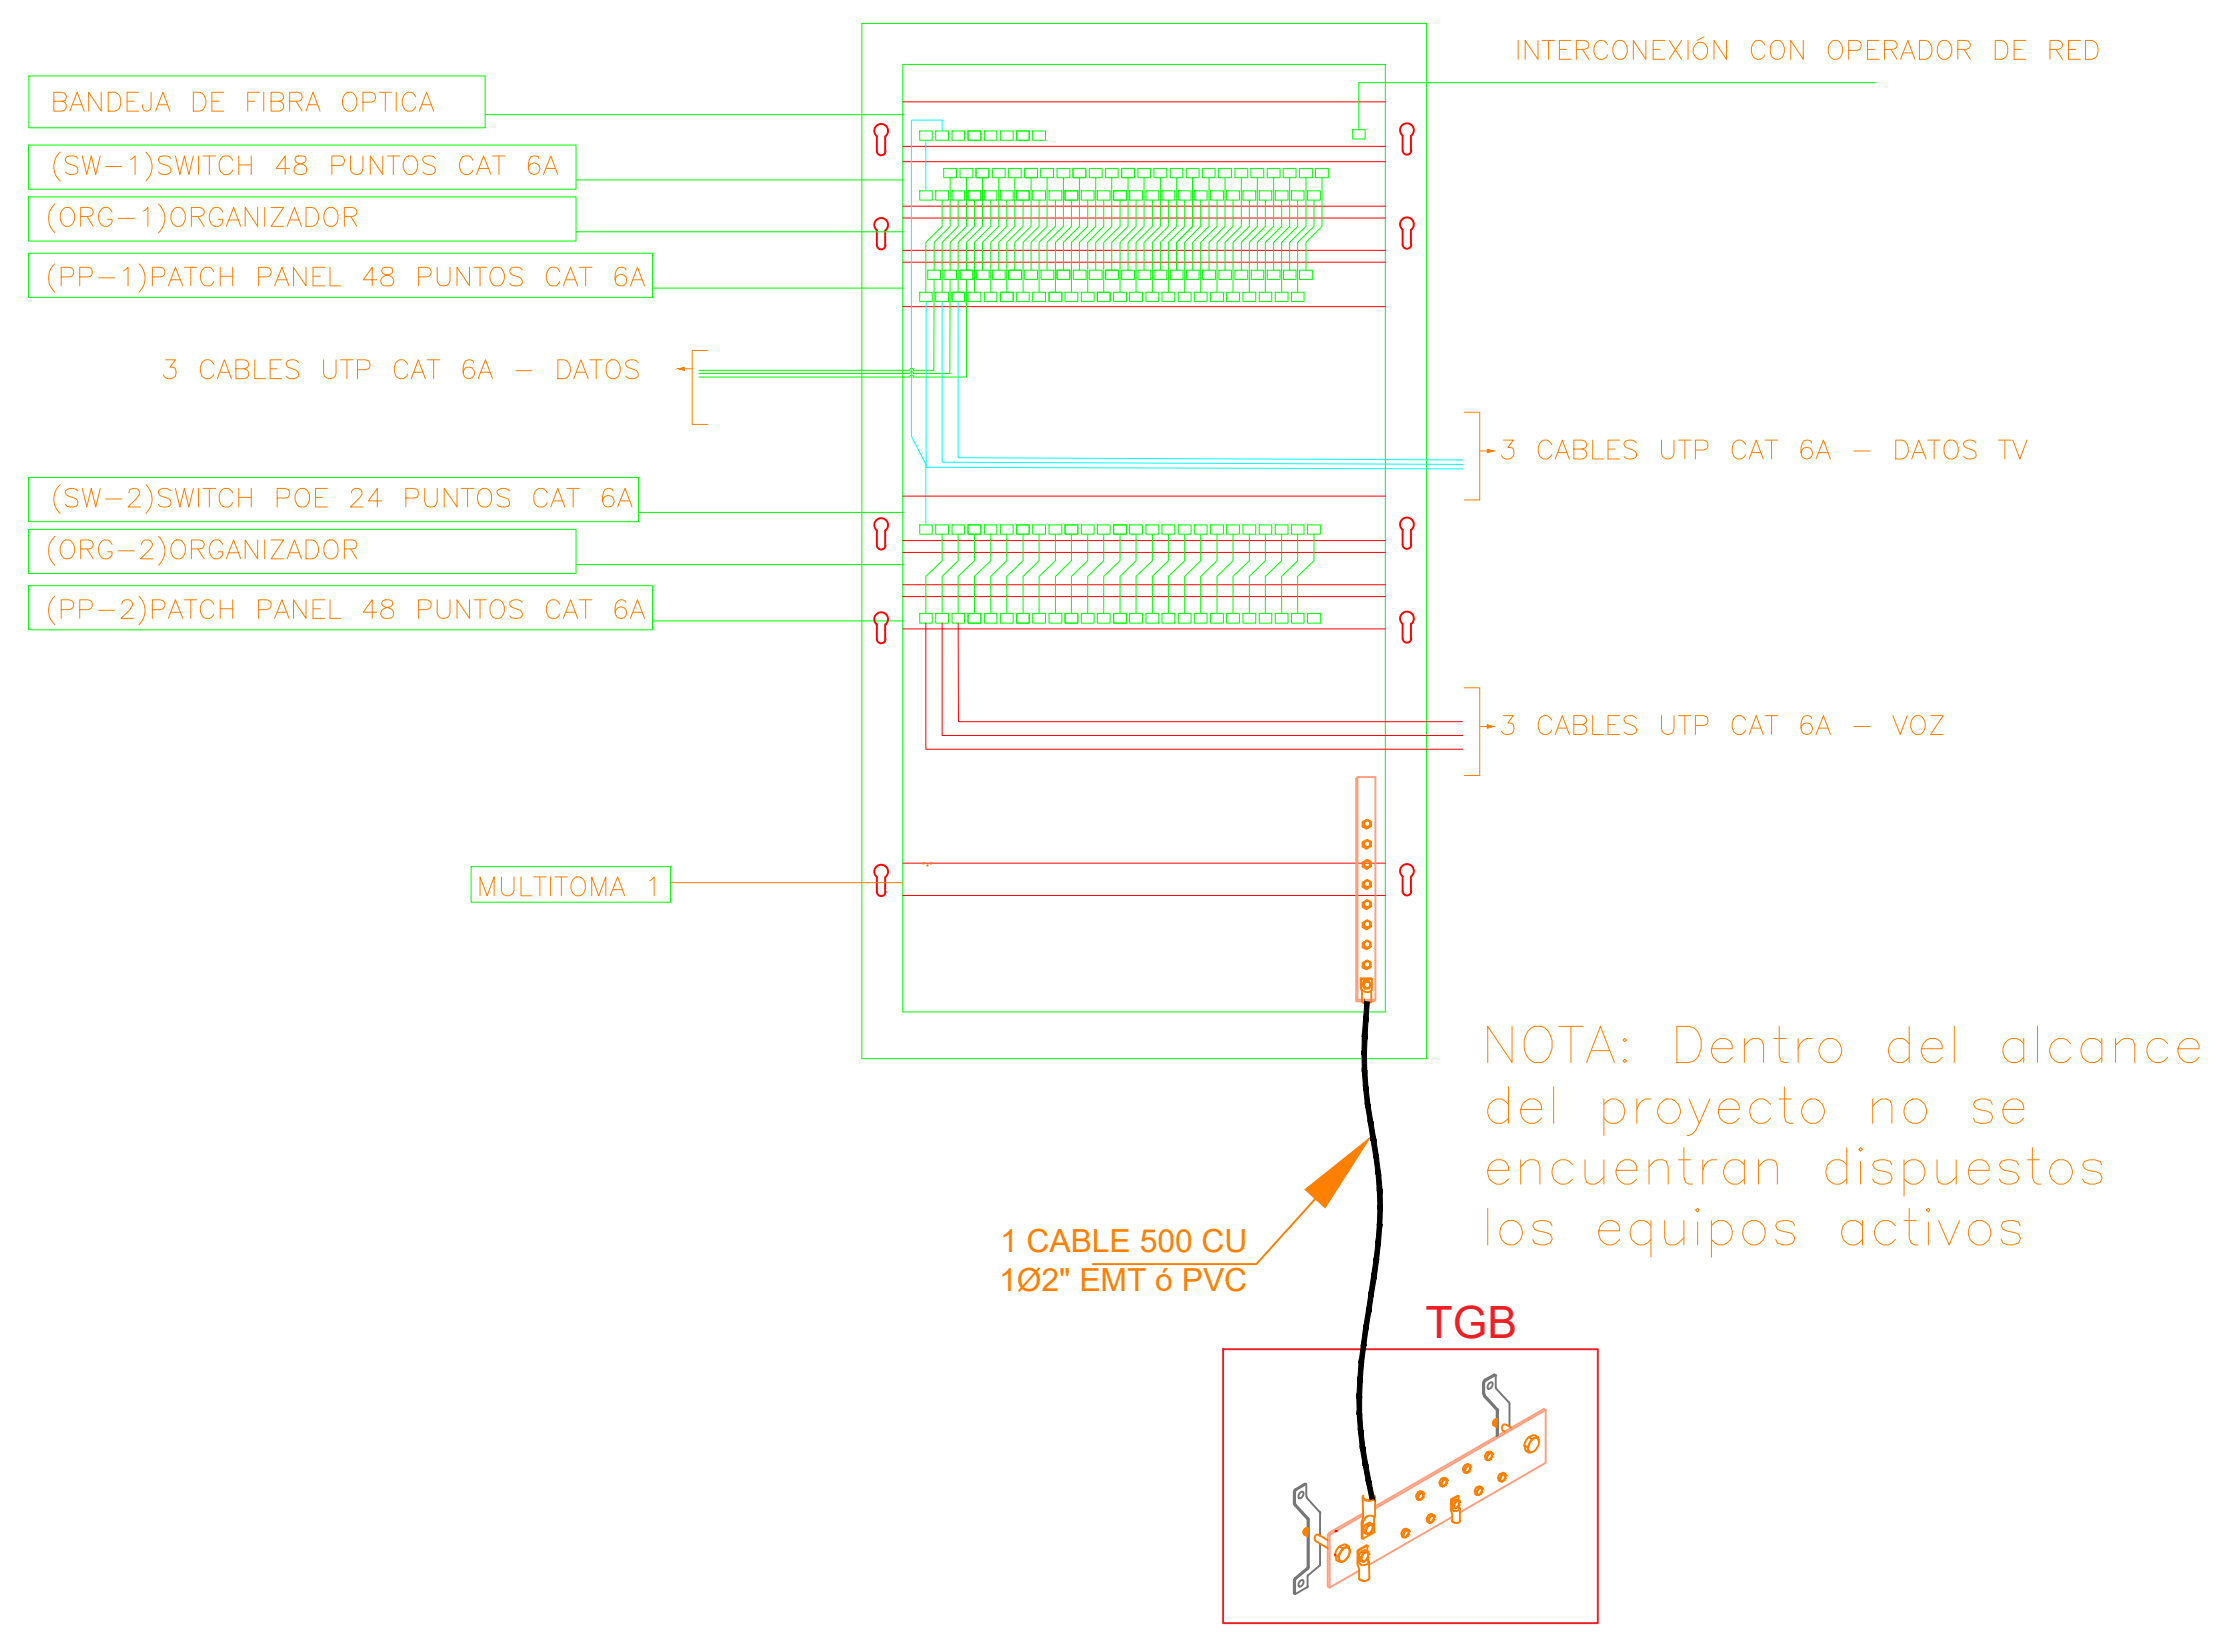 INTERCONEXIÓN CON OPERADOR DE RED
BANDEJA DE FIBRA OPTICA
(SW-1)SWITCH 48 PUNTOS CAT 6A
(ORG-1)ORGANIZADOR
(PP-1)PATCH PANEL 48 PUNTOS CAT 6A
3 CABLES UTP CAT 6A - DATOS
3 CABLES UTP CAT 6A - DATOS TV
(SW-2)SWITCH POE 24 PUNTOS CAT 6A
(ORG-2)ORGANIZADOR
(PP-2)PATCH PANEL 48 PUNTOS CAT 6A
3 CABLES UTP CAT 6A - VOZ
MULTITOMA 1
NOTA: Dentro del alcance
del proyecto no se
encuentran dispuestos
los equipos activos
1 CABLE 500 CU
1Ø2" EMT ó PVC
TGB